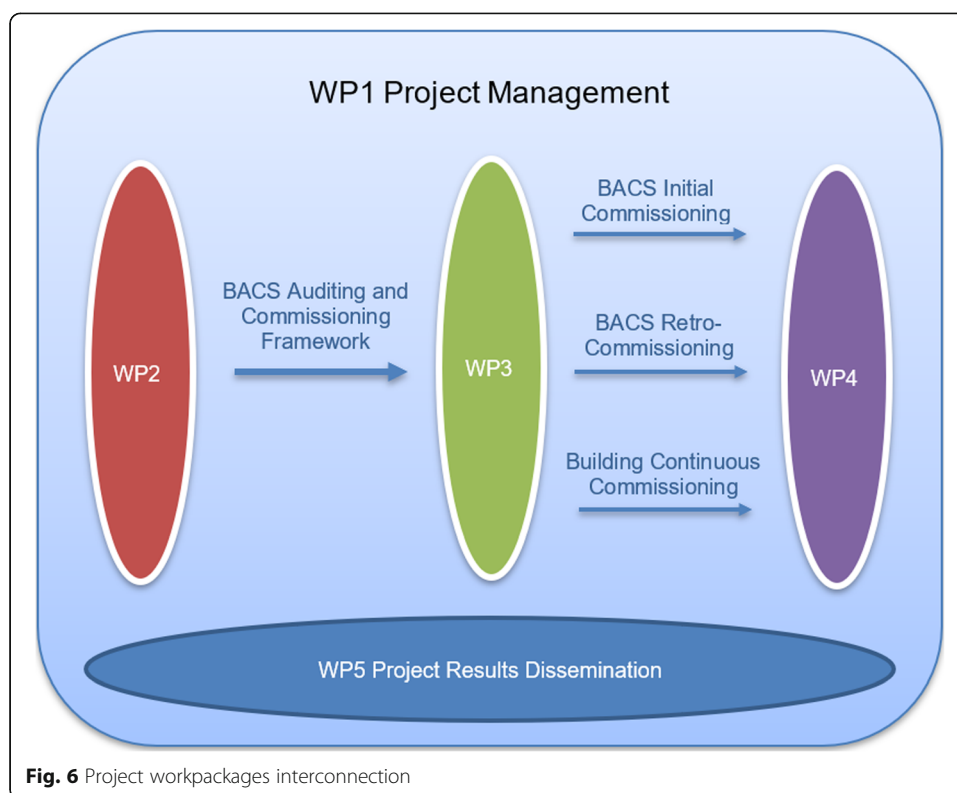 WP1 Project Management
BACS Initial
Commissioning
BACS Auditing and
Commissioning
Framework
BACS Retro-
Commissioning
WP2
WP3
WP4
Building Continuous
Commissioning
WP5 Project Results Dissemination
Fig. 6 Project workpackages interconnection